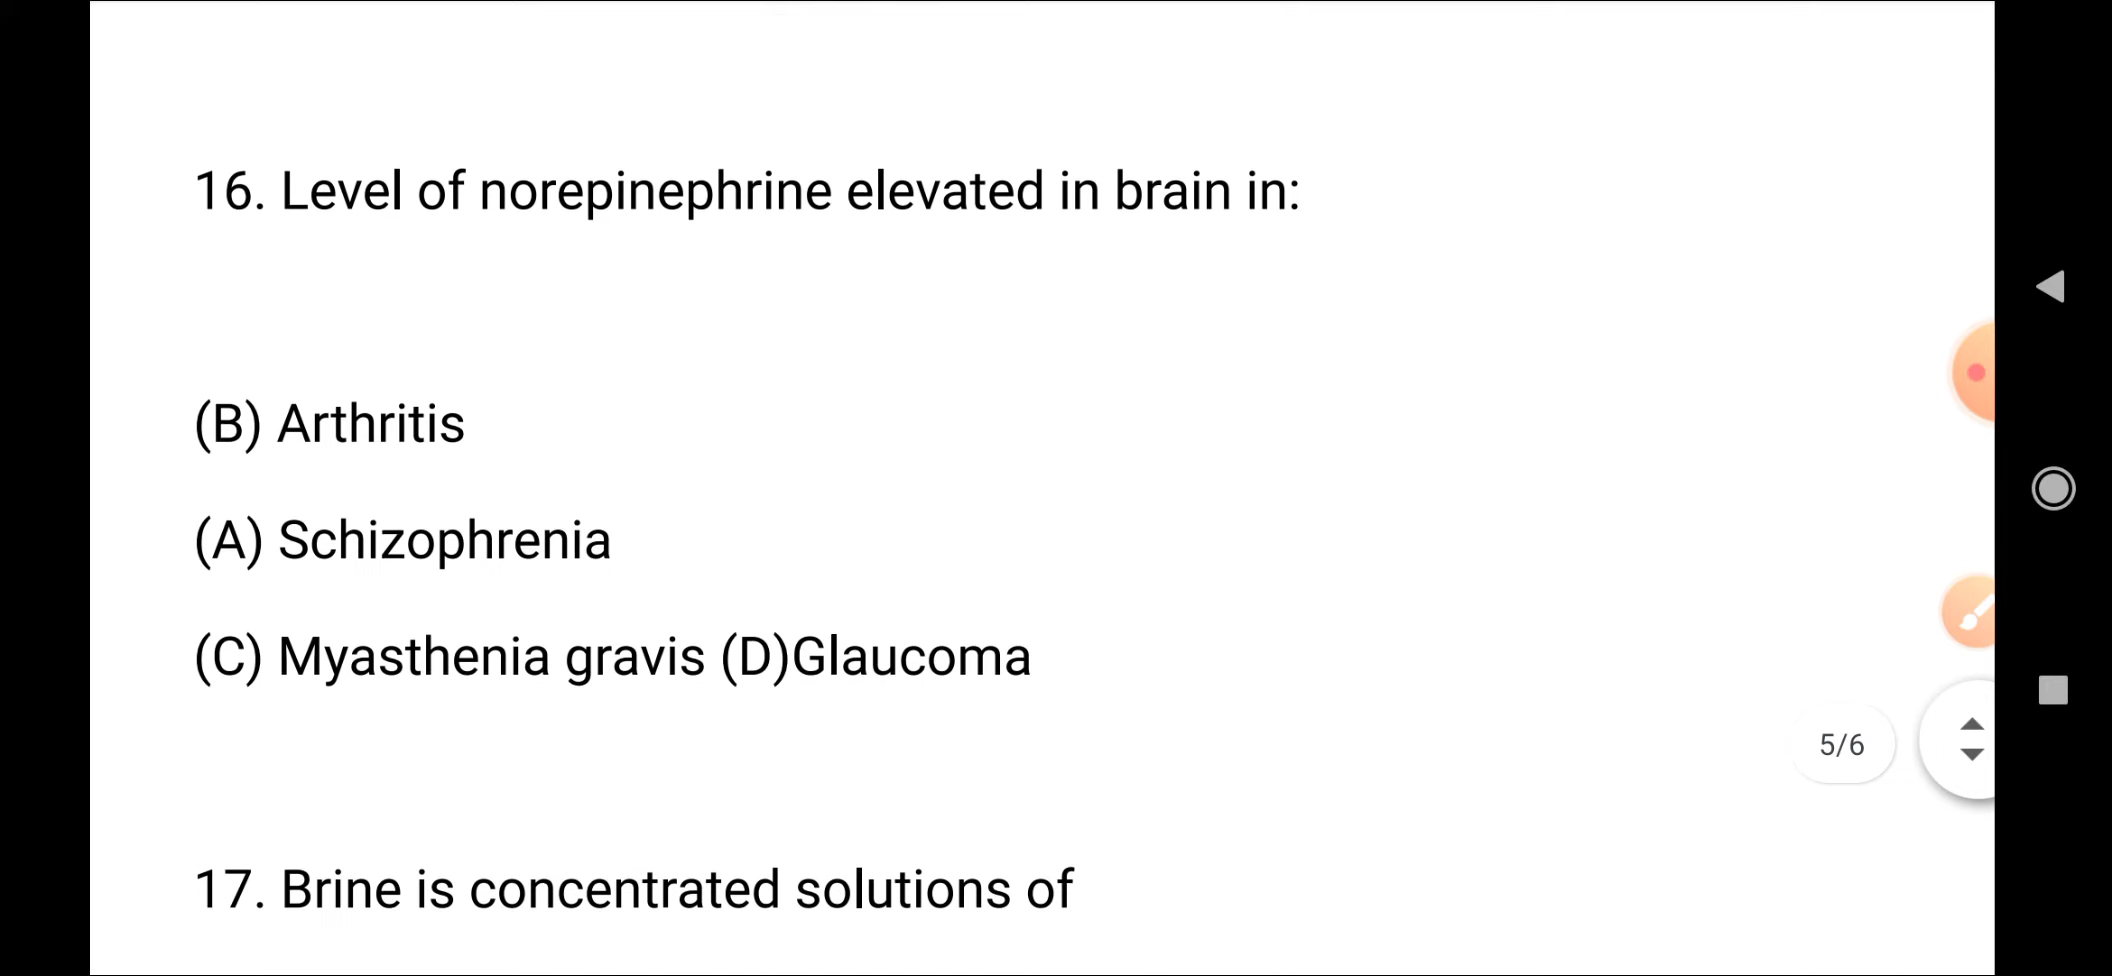 16. Level of norepinephrine elevated in brain in:
(B) Arthritis
(A) Schizophrenia
(C) Myasthenia gravis (D)Glaucoma
5/6
17. Brine is concentrated solutions of